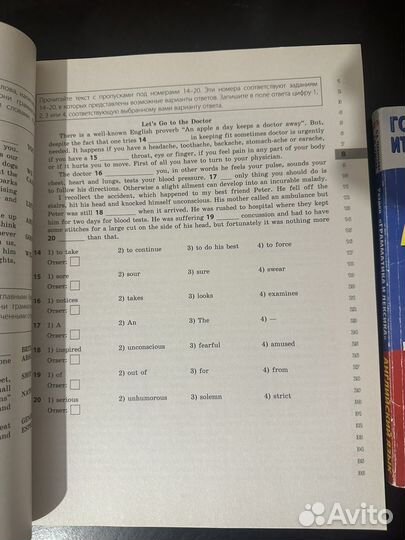 Прочитайте текст с пропусками под номерами 14–20. Эти номера соответствуют заданиям
14–20, в которых представлены возможные варианты ответов. Запишите в поле ответа цифру 1,
2, 3 или 4, соответствующую выбранному вами варианту ответа.
Let's Go to the Doctor
There is a well-known English proverb "An apple a day keeps a doctor away". But,
despite the fact that one tries 14 ______ in keeping fit sometimes doctor is urgently
needed. It happens if you have a headache, toothache, backache, stomach-ache or earache,
if you have a 15 ______ throat, eye or finger, if you feel pain in any part of your body
or if it hurts you to move. First of all you have to turn to your physician.
The doctor 16 ______ you, in other words he feels your pulse, sounds your
chest, heart and lungs, tests your blood pressure. 17 ______ only thing you should do is
to follow his directions. Otherwise a slight ailment can develop into an incurable malady.
I recollect the accident, which happened to my best friend Peter. He fell off the
stairs, hit his head and knocked himself unconscious. His mother called an ambulance but
Peter was still 18 ______ when it arrived. He was rushed to hospital where they kept
him for two days for blood tests. He was suffering 19 ______ concussion and had to have
some stitches for a large cut on the side of his head, but fortunately it was nothing more
20 ______ than that.
14 1) to take 2) to continue 3) to do his best 4) to force
Ответ:
15 1) sore 2) sour 3) sure 4) swear
Ответ:
16 1) notices 2) takes 3) looks 4) examines
Ответ:
17 1) A 2) An 3) The 4) —
Ответ:
18 1) inspired 2) unconscious 3) fearful 4) amused
Ответ:
19 1) of 2) out of 3) for 4) from
Ответ:
20 1) serious 2) unhumorous 3) solemn 4) strict
Ответ:
АНГЛИЙСКИЙ ЯЗЫК
Avito